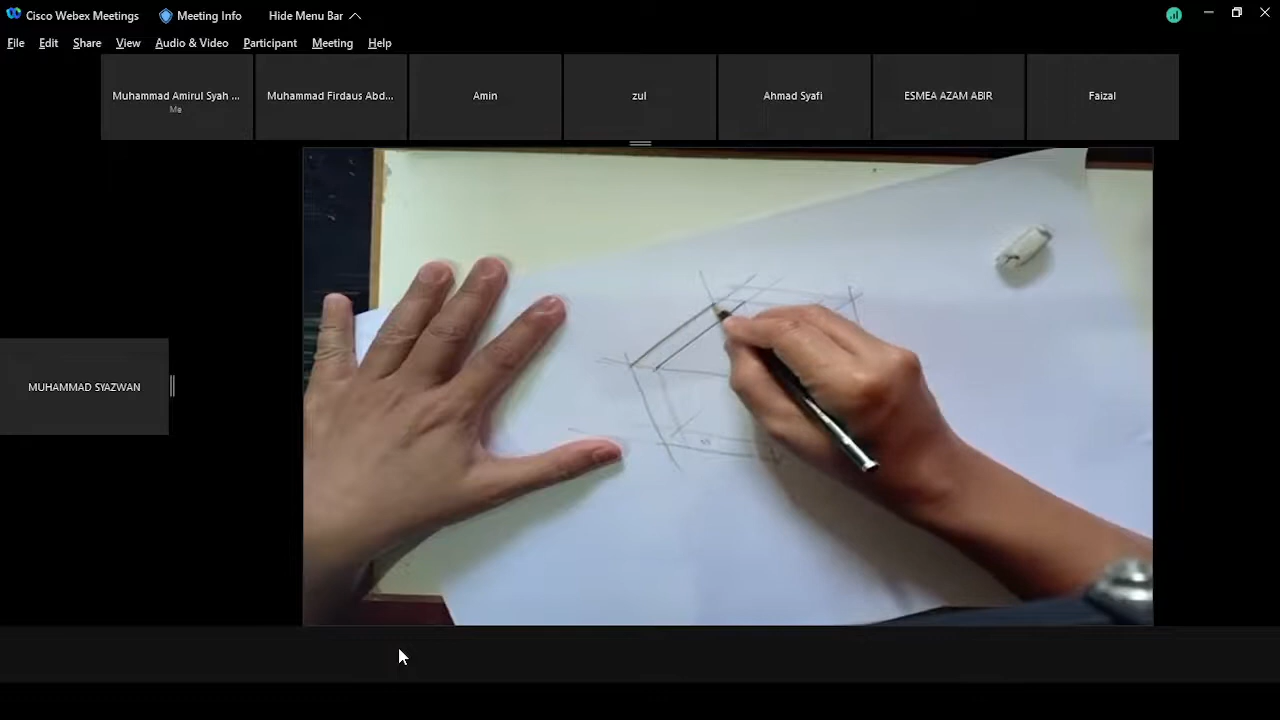 Cisco Webex Meetings Meeting Info Hide Menu Bar
File Edit Share View Audio & Video Participant Meeting Help
Muhammad Amirul Syah ... Muhammad Firdaus Abd... Amin zul Ahmad Syafi ESMEA AZAM ABIR Faizal
Me
MUHAMMAD SYAZWAN